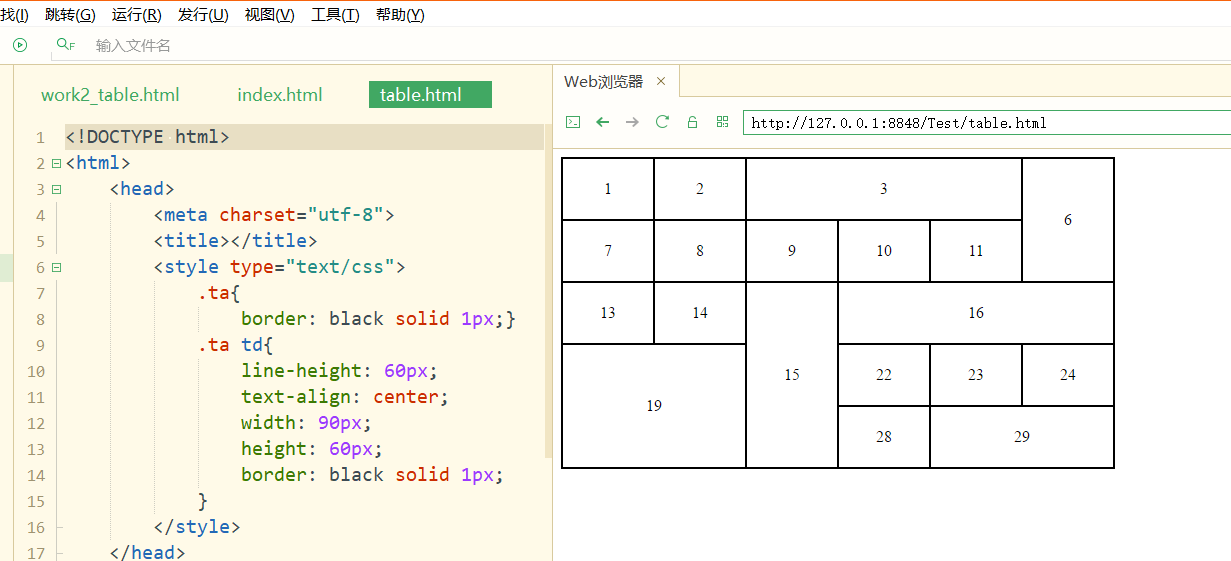 找(I) 跳转(G) 运行(R) 发行(U) 视图(V) 工具(T) 帮助(Y)
输入文件名
work2_table.html index.html table.html
1 <!DOCTYPE html>
2 <html>
3 <head>
4 <meta charset="utf-8">
5 <title></title>
6 <style type="text/css">
7 .ta{
8 border: black solid 1px;}
9 .ta td{
10 line-height: 60px;
11 text-align: center;
12 width: 90px;
13 height: 60px;
14 border: black solid 1px;
15 }
16 </style>
17 </head>
Web浏览器 ×
http://127.0.0.1:8848/Test/table.html
1 2 3 6
7 8 9 10 11
13 14 15 16
19 22 23 24
28 29